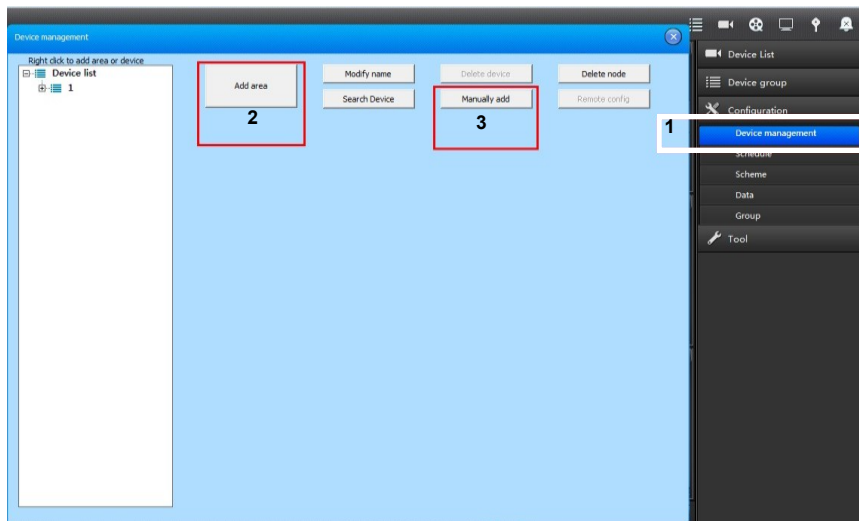 Device management
Right click to add area or device
Device list
1
Add area
Modify name
Delete device
Delete node
Search Device
Manually add
Remote config
2
3
1
Device List
Device group
Configuration
Device management
Schedule
Scheme
Data
Group
Tool